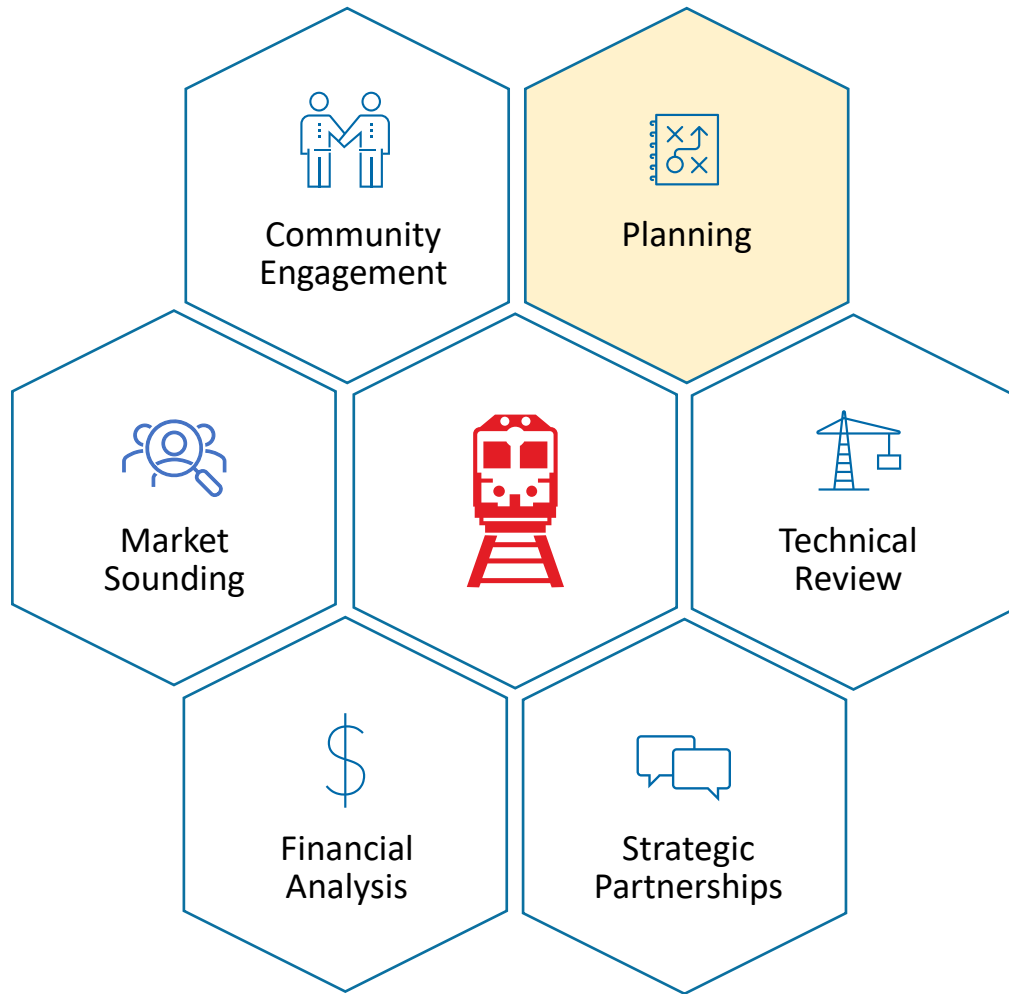 Community
Engagement
Planning
Market
Sounding
Technical
Review
Financial
Analysis
Strategic
Partnerships